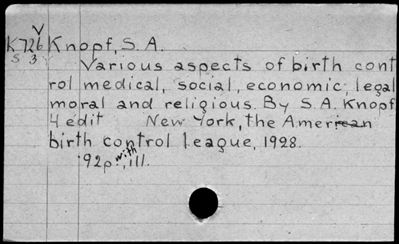 V
K726 Knopf, S. A.
S 3 Various aspects of birth cont
rol medical, social, economic, legal
moral and religious. By S. A. Knopf
4 edit New York, the American
birth control league, 1928.
92p. with ill.